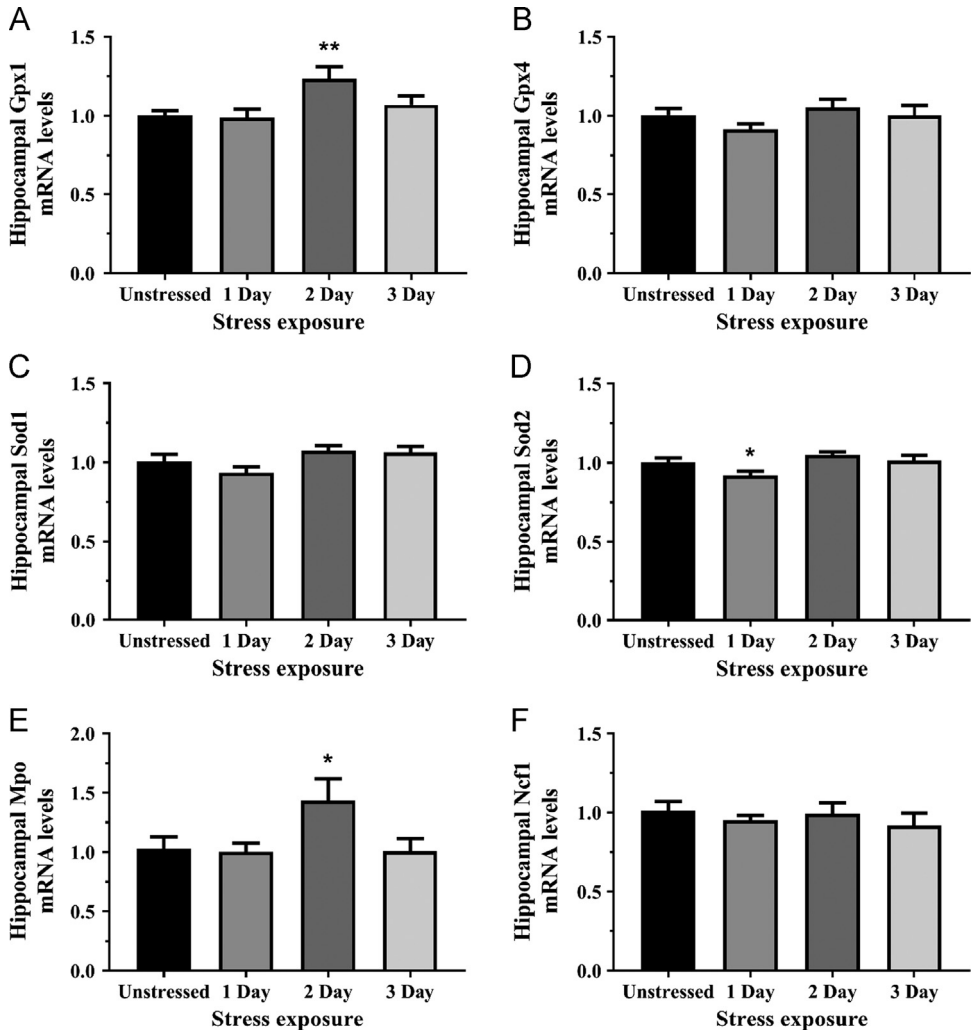 A
Hippocampal Gpx1
mRNA levels
1.5
1.0
0.5
0.0
**
Unstressed 1 Day 2 Day 3 Day
Stress exposure
B
Hippocampal Gpx4
mRNA levels
1.5
1.0
0.5
0.0
Unstressed 1 Day 2 Day 3 Day
Stress exposure
C
Hippocampal Sod1
mRNA levels
1.5
1.0
0.5
0.0
Unstressed 1 Day 2 Day 3 Day
Stress exposure
D
Hippocampal Sod2
mRNA levels
1.5
1.0
0.5
0.0
*
Unstressed 1 Day 2 Day 3 Day
Stress exposure
E
Hippocampal Mpo
mRNA levels
2.0
1.5
1.0
0.5
0.0
*
Unstressed 1 Day 2 Day 3 Day
Stress exposure
F
Hippocampal Ncf1
mRNA levels
1.5
1.0
0.5
0.0
Unstressed 1 Day 2 Day 3 Day
Stress exposure